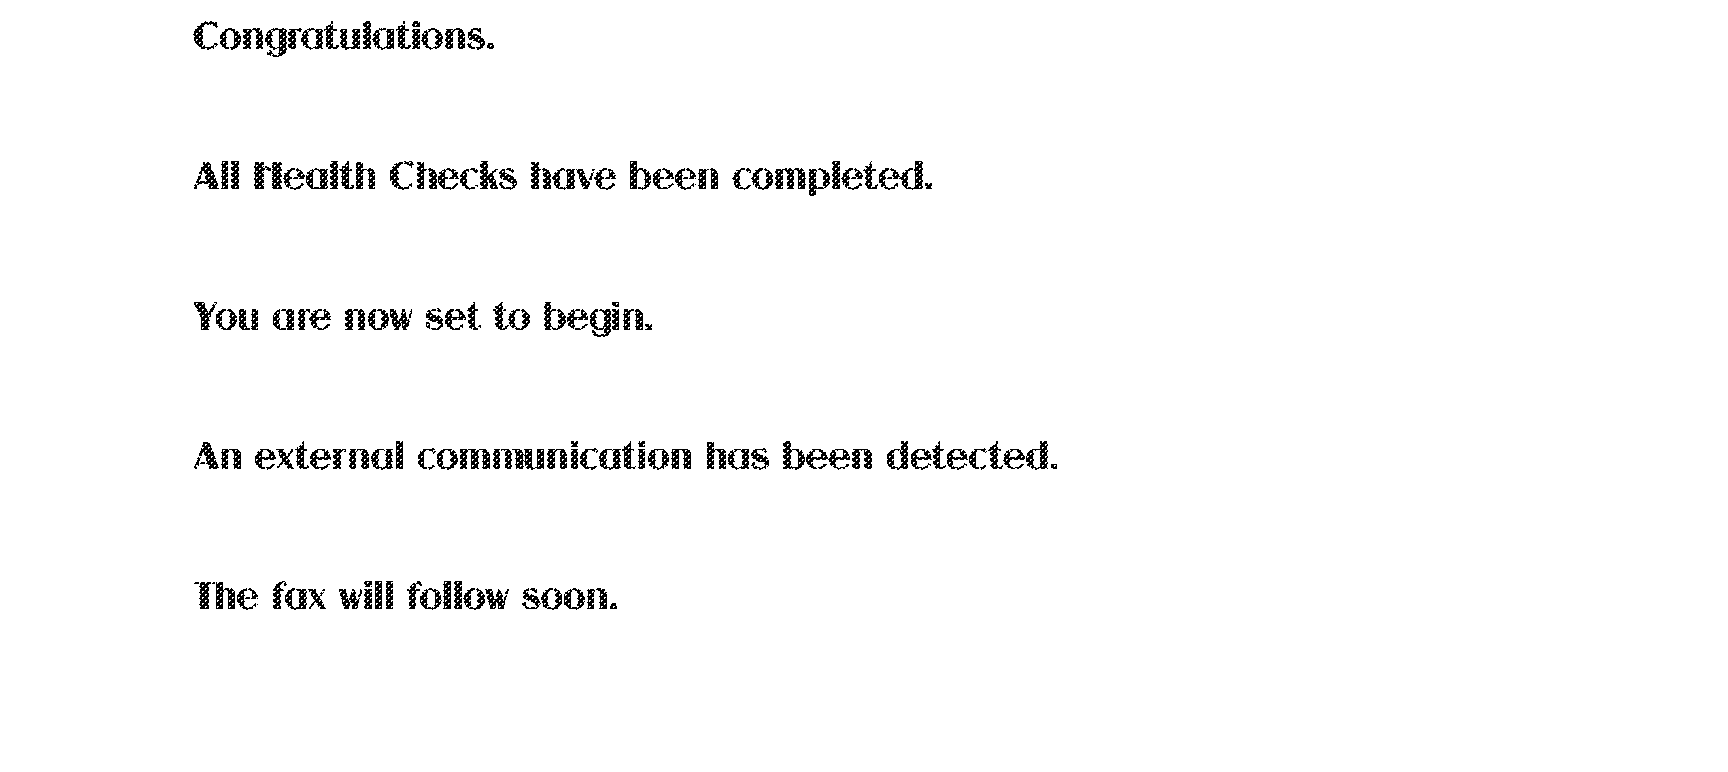 Congratulations.
All Health Checks have been completed.
You are now set to begin.
An external communication has been detected.
The fax will follow soon.